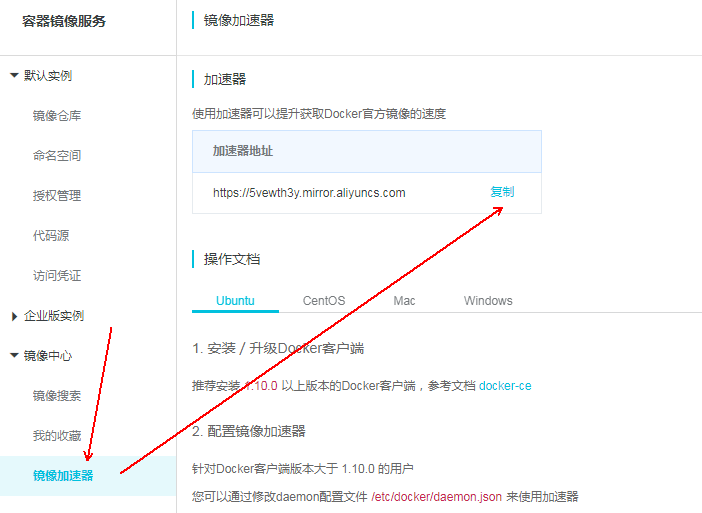 容器镜像服务
默认实例
镜像仓库
命名空间
授权管理
代码源
访问凭证
企业版实例
镜像中心
镜像搜索
我的收藏
镜像加速器
镜像加速器
加速器
使用加速器可以提升获取Docker官方镜像的速度
加速器地址
https://5vewth3y.mirror.aliyuncs.com 复制
操作文档
Ubuntu CentOS Mac Windows
1. 安装 / 升级Docker客户端
推荐安装 1.10.0 以上版本的Docker客户端，参考文档 docker-ce
2. 配置镜像加速器
针对Docker客户端版本大于 1.10.0 的用户
您可以通过修改daemon配置文件 /etc/docker/daemon.json 来使用加速器